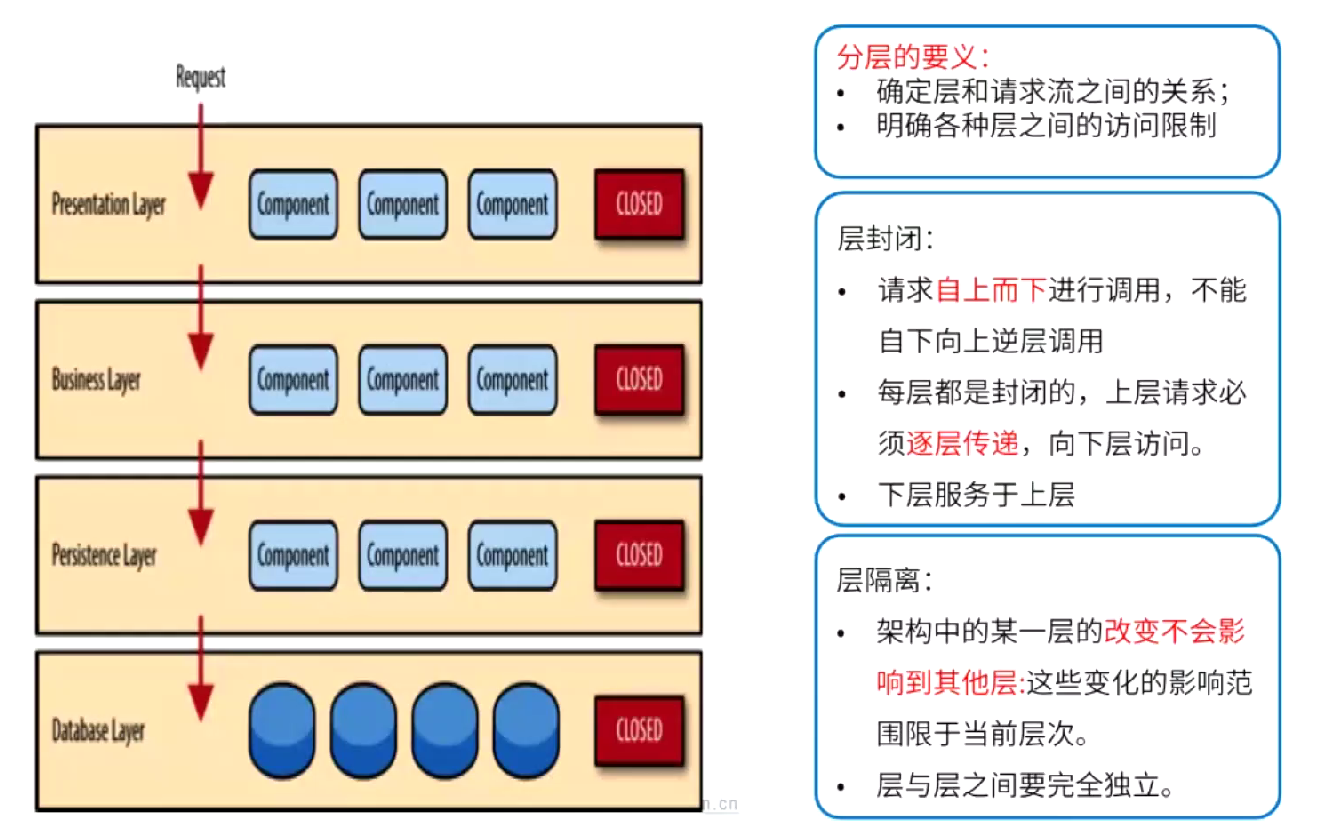 Request
Presentation Layer
Component
Component
Component
CLOSED
Business Layer
Component
Component
Component
CLOSED
Persistence Layer
Component
Component
Component
CLOSED
Database Layer
CLOSED
n.cn
分层的要义：
• 确定层和请求流之间的关系；
• 明确各种层之间的访问限制
层封闭：
• 请求自上而下进行调用，不能
自下向上逆层调用
• 每层都是封闭的，上层请求必
须逐层传递，向下层访问。
• 下层服务于上层
层隔离：
• 架构中的某一层的改变不会影
响到其他层:这些变化的影响范
围限于当前层次。
• 层与层之间要完全独立。